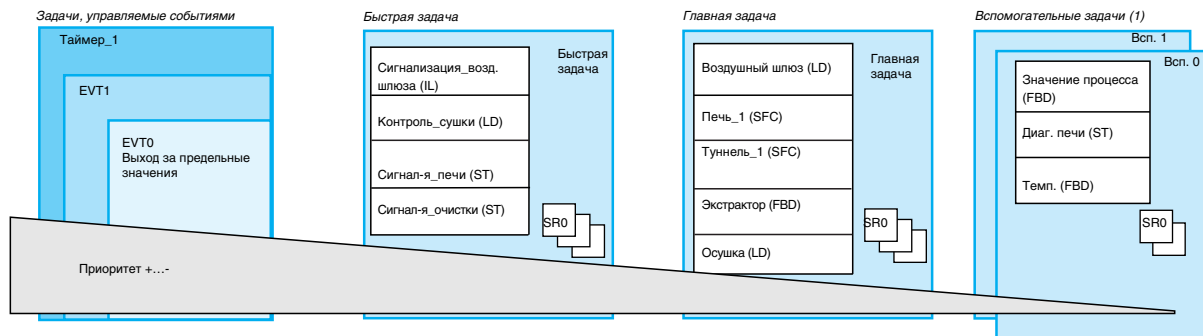 Задачи, управляемые событиями
Таймер_1
EVT1
EVT0
Выход за предельные
значения
Быстрая задача
Быстрая
задача
Сигнализация_возд.
шлюза (IL)
Контроль_сушки (LD)
Сигнал-я_печи (ST)
Сигнал-я_очистки (ST)
SR0
Главная задача
Главная
задача
Воздушный шлюз (LD)
Печь_1 (SFC)
Туннель_1 (SFC)
Экстрактор (FBD)
Осушка (LD)
SR0
Вспомогательные задачи (1)
Всп. 1
Всп. 0
Значение процесса
(FBD)
Диаг. печи (ST)
Темп. (FBD)
SR0
Приоритет +...-